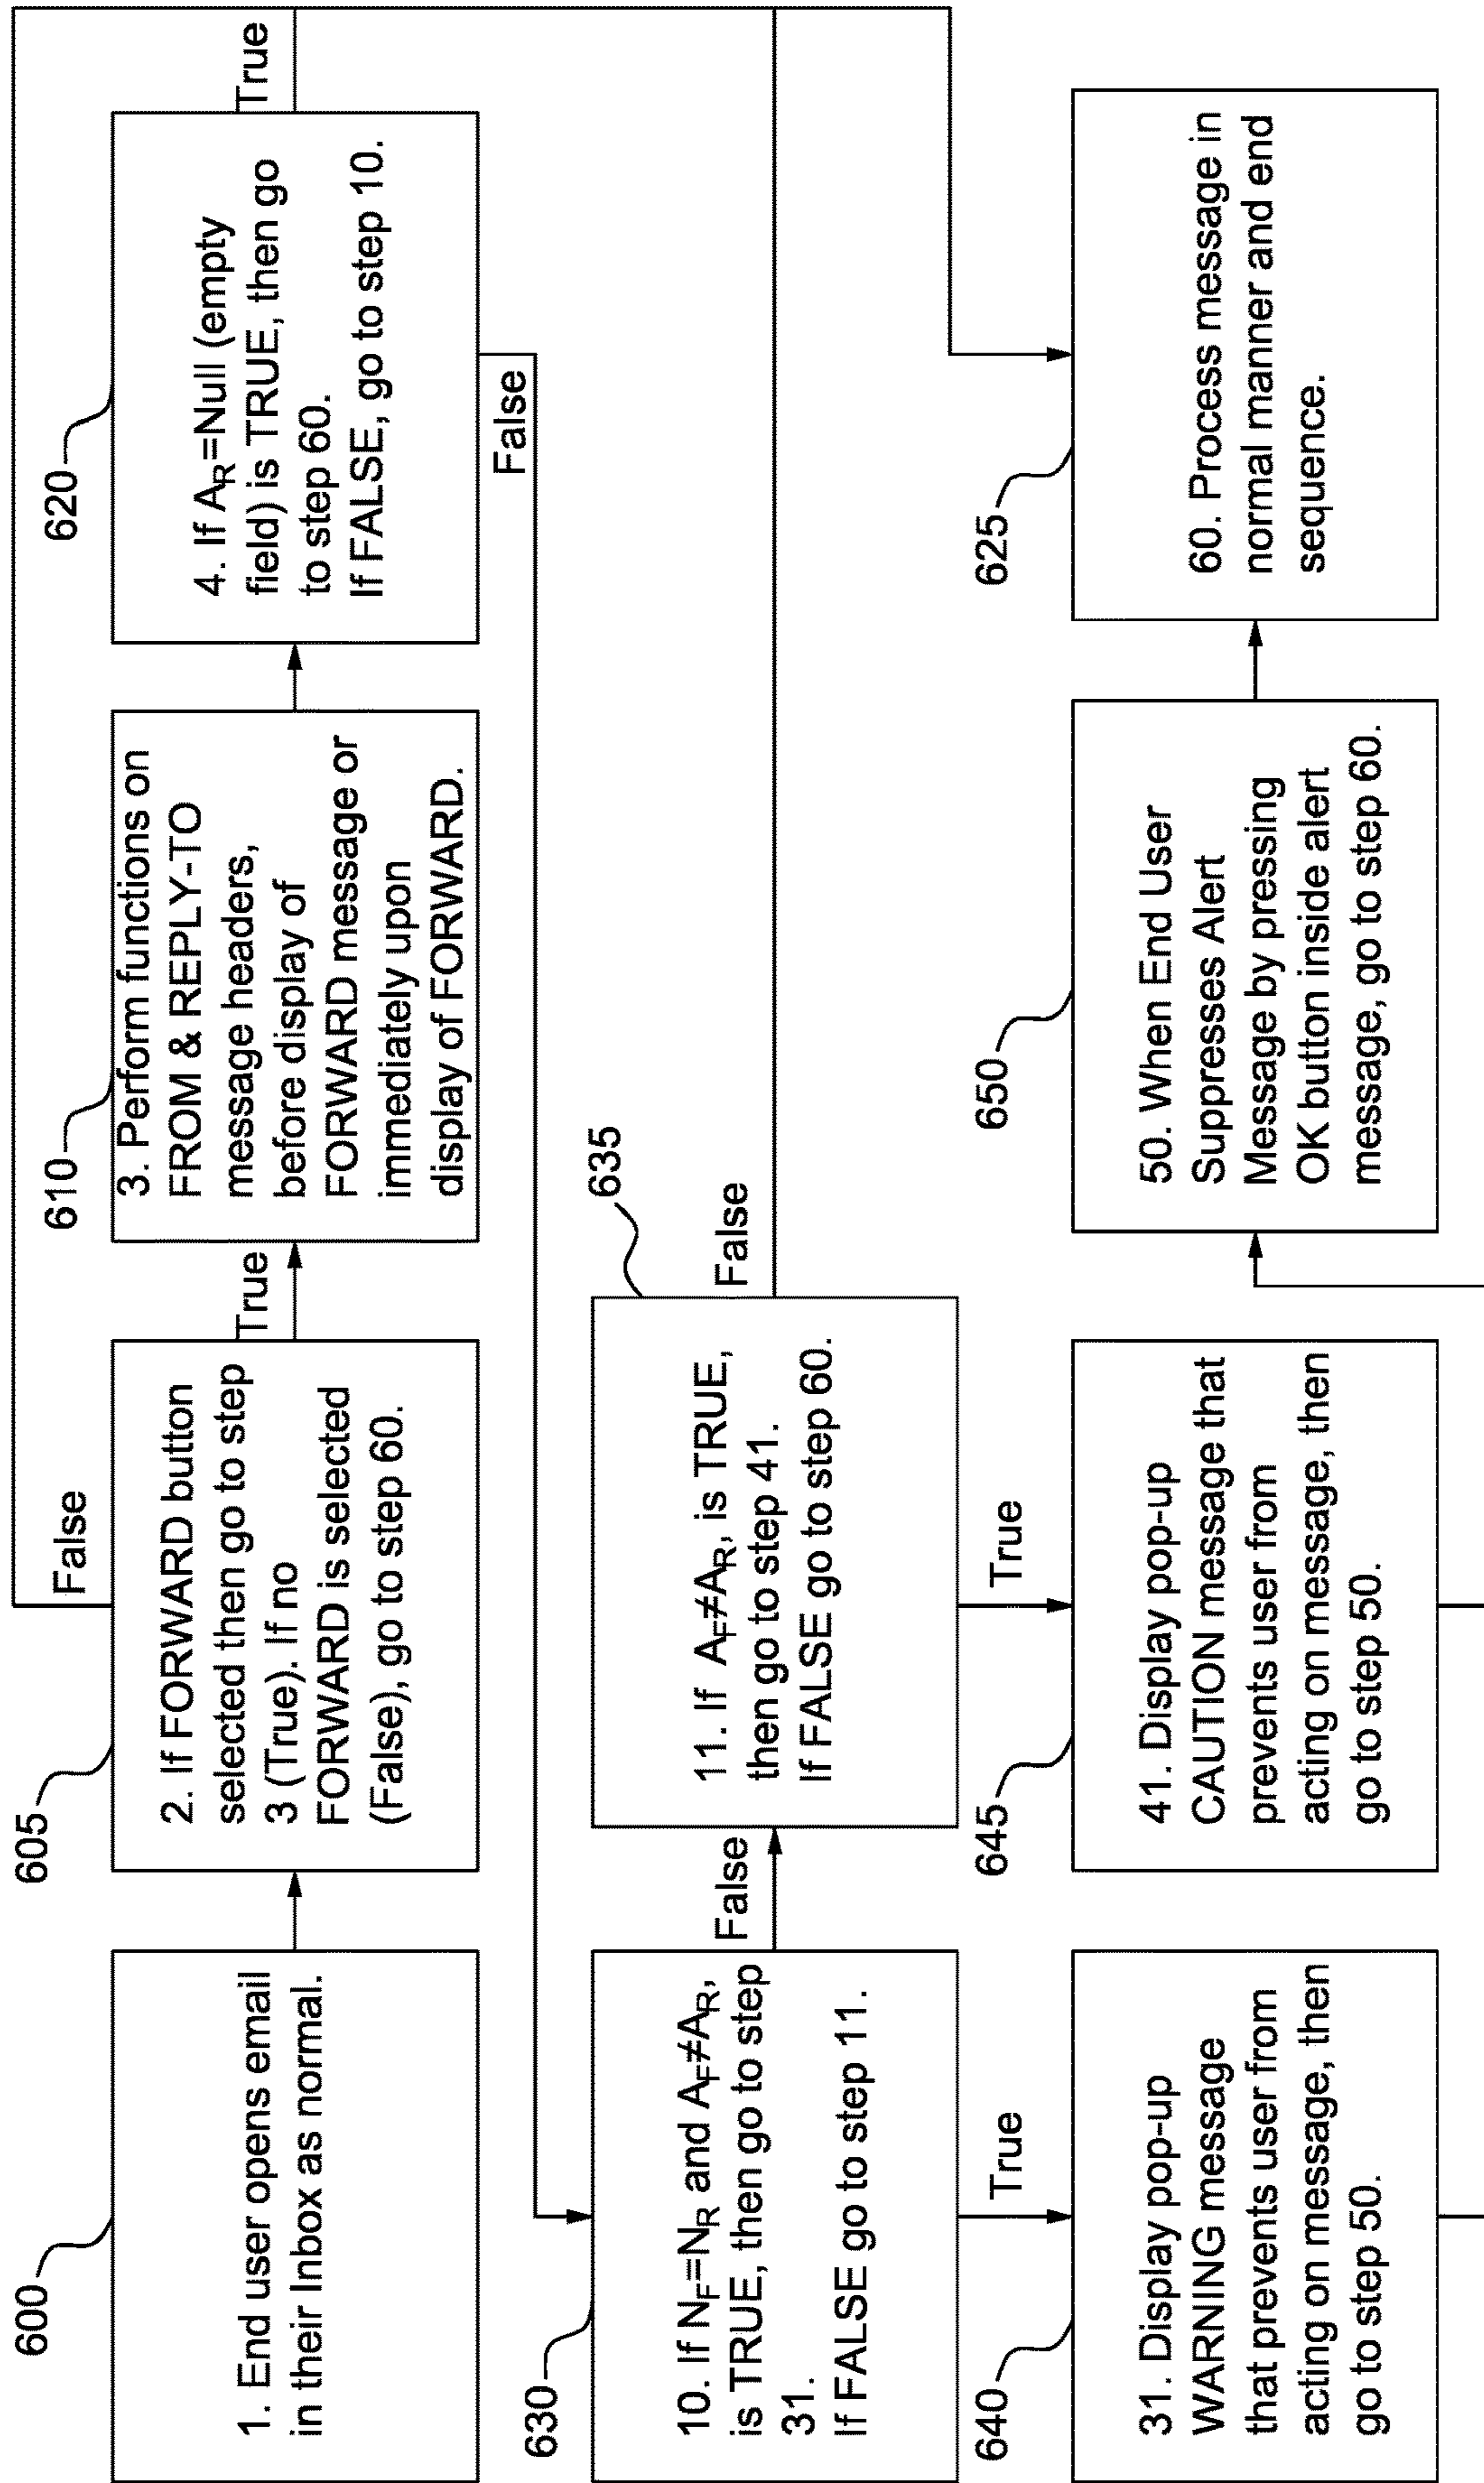 600
1. End user opens email
in their Inbox as normal.
605
2. If FORWARD button
selected then go to step
3 (True). If no
FORWARD is selected
(False), go to step 60.
False
True
610
3. Perform functions on
FROM & REPLY-TO
message headers,
before display of
FORWARD message or
immediately upon
display of FORWARD.
620
4. If A_R=Null (empty
field) is TRUE, then go
to step 60.
If FALSE, go to step 10.
True
False
630
10. If N_F=N_R and A_F≠A_R,
is TRUE, then go to step
31.
If FALSE go to step 11.
False
True
635
11. If A_F≠A_R, is TRUE,
then go to step 41.
If FALSE go to step 60.
False
True
640
31. Display pop-up
WARNING message
that prevents user from
acting on message, then
go to step 50.
645
41. Display pop-up
CAUTION message that
prevents user from
acting on message, then
go to step 50.
650
50. When End User
Suppresses Alert
Message by pressing
OK button inside alert
message, go to step 60.
625
60. Process message in
normal manner and end
sequence.